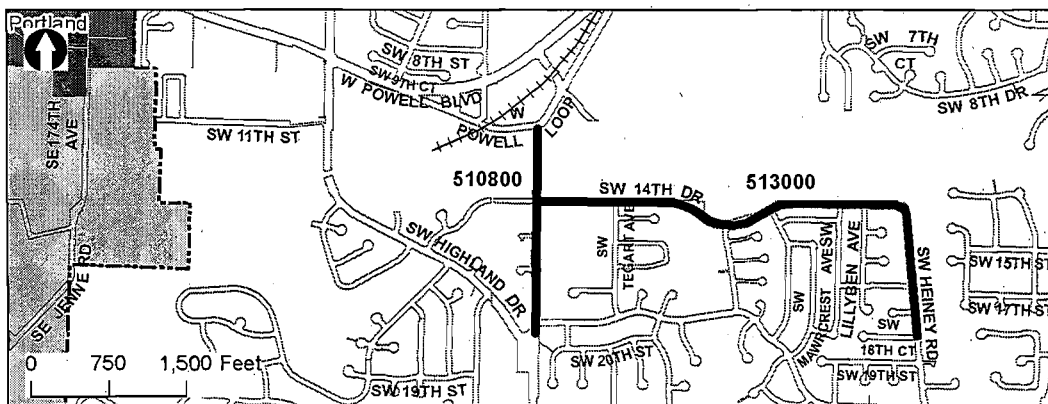 Portland
SW 8TH ST
SW 9TH CT
W POWELL BLVD
W
POWELL
LOOP
SW 7TH
CT
SW 8TH DR
SE 174TH
AVE
SW 11TH ST
510800
SW 14TH DR
513000
SW HIGHLAND DR
SW
TEGART AVE
SW
MAWRCREST AVE
SW
LILLYBEN AVE
SW HEINEY RD
SW 15TH ST
SW 17TH ST
SE JENNE RD
SW
18TH CT
SW 19TH ST
SW 20TH ST
SW 19TH ST
0 750 1,500 Feet